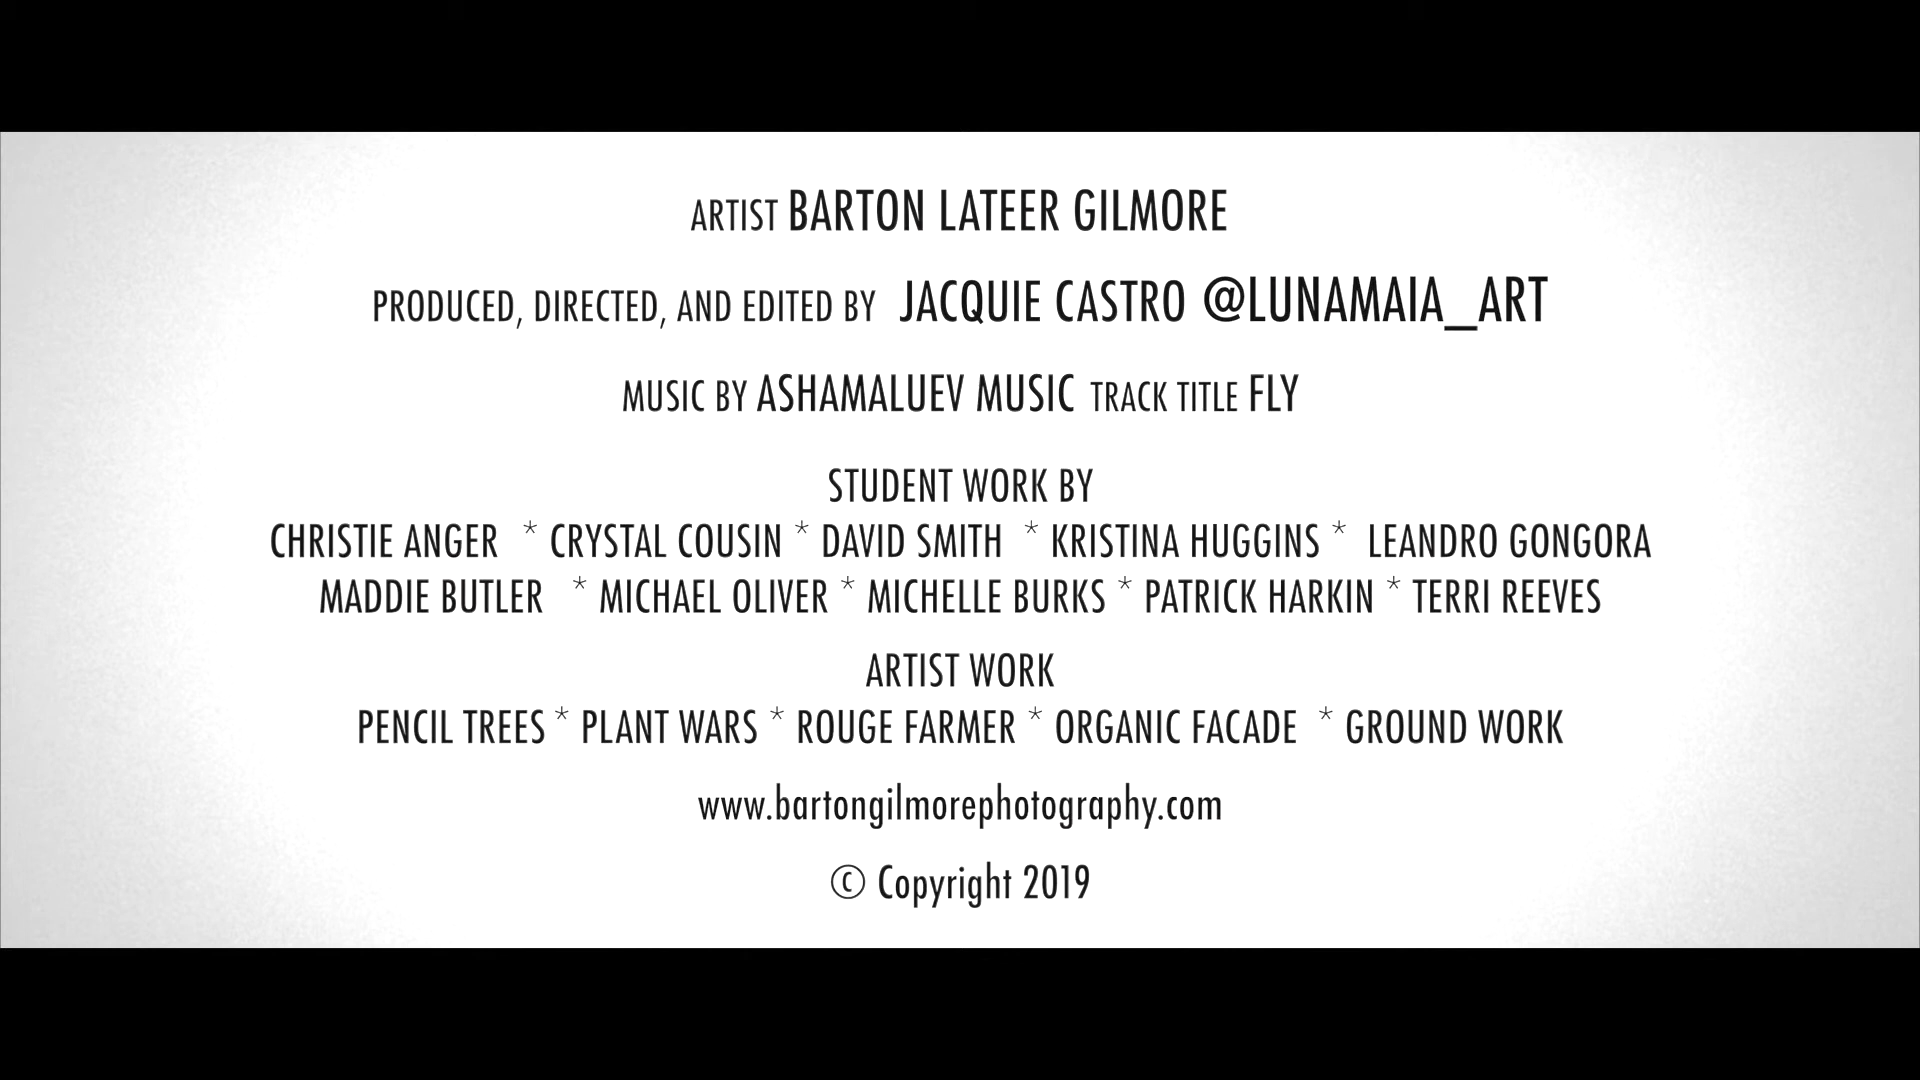 ARTIST BARTON LATEER GILMORE
PRODUCED, DIRECTED, AND EDITED BY JACQUIE CASTRO @LUNAMAIA_ART
MUSIC BY ASHAMALUEV MUSIC TRACK TITLE FLY
STUDENT WORK BY
CHRISTIE ANGER * CRYSTAL COUSIN * DAVID SMITH * KRISTINA HUGGINS * LEANDRO GONGORA
MADDIE BUTLER * MICHAEL OLIVER * MICHELLE BURKS * PATRICK HARKIN * TERRI REEVES
ARTIST WORK
PENCIL TREES * PLANT WARS * ROUGE FARMER * ORGANIC FACADE * GROUND WORK
www.bartongilmorephotography.com
© Copyright 2019